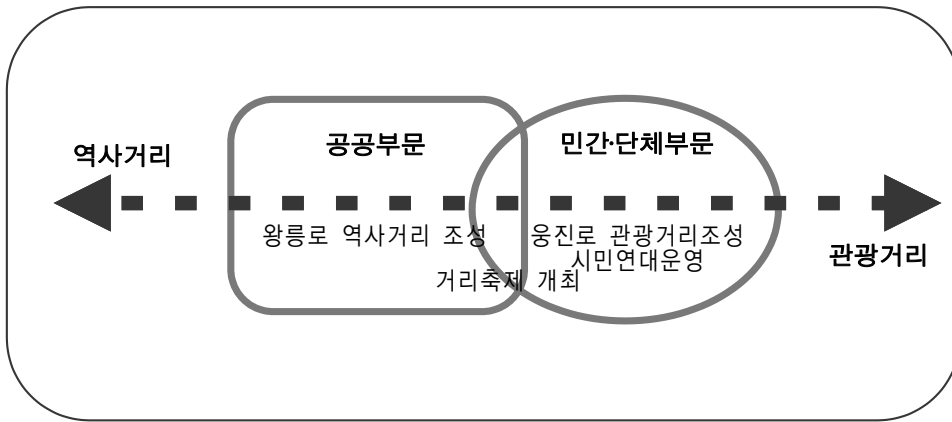 역사거리
공공부문
민간·단체부문
왕릉로 역사거리 조성
웅진로 관광거리조성
시민연대운영
거리축제 개최
관광거리